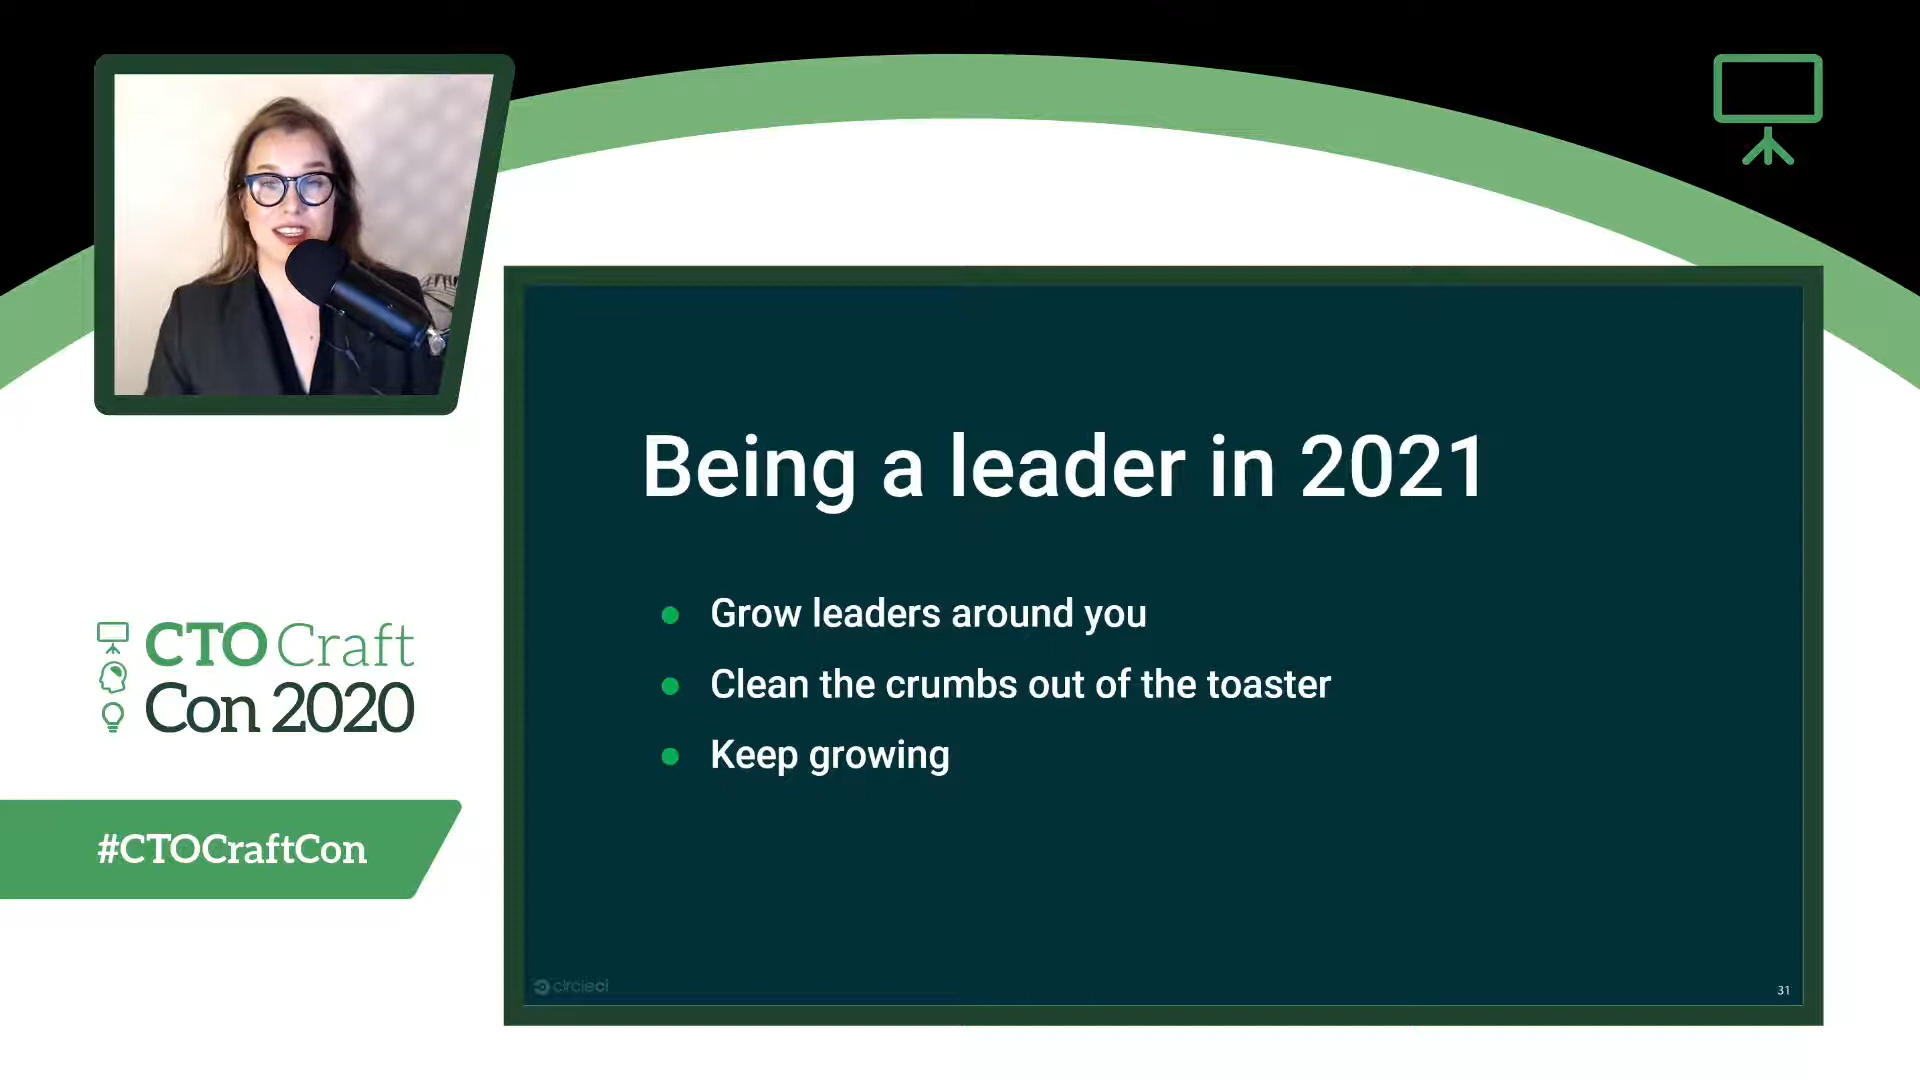 Being a leader in 2021
Grow leaders around you
Clean the crumbs out of the toaster
Keep growing
circleci
31
CTO Craft
Con 2020
#CTOCraftCon